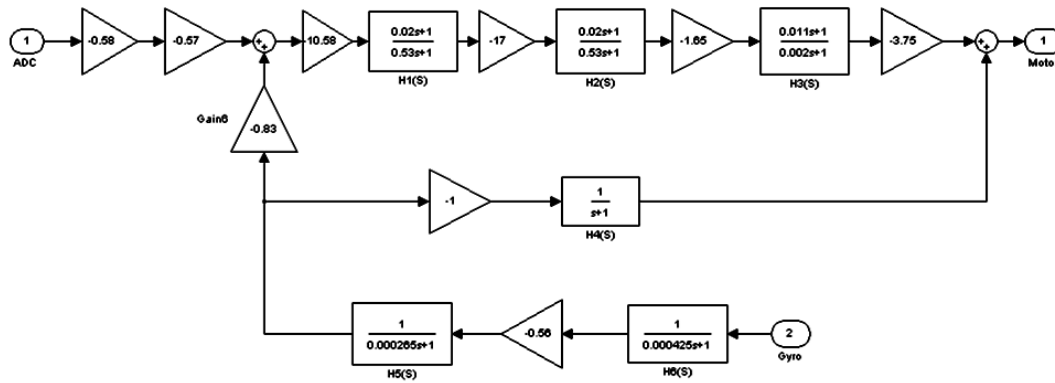 1
ADC
-0.58
-0.57
++
-10.58
0.02s+1
0.53s+1
H1(S)
-17
0.02s+1
0.53s+1
H2(S)
-1.65
0.011s+1
0.002s+1
H3(S)
-3.75
++
1
Moto
Gain6
-0.83
-1
1
s+1
H4(S)
1
0.000265s+1
H5(S)
-0.56
1
0.000425s+1
H6(S)
2
Gyro